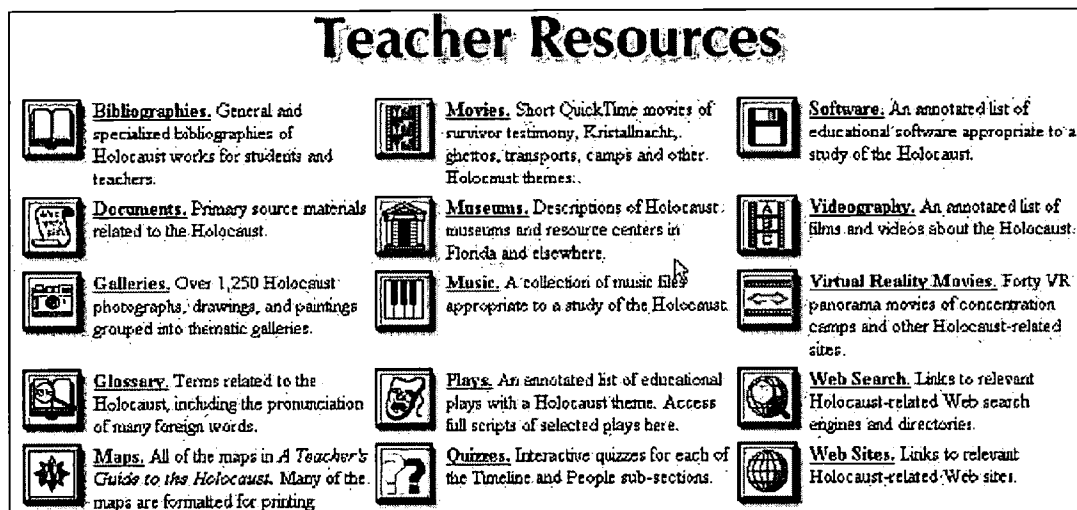 Teacher Resources
Bibliographies. General and
specialized bibliographies of
Holocaust works for students and
teachers.
Documents. Primary source materials
related to the Holocaust.
Galleries. Over 1,250 Holocaust
photographs, drawings, and paintings
grouped into thematic galleries.
Glossary. Terms related to the
Holocaust, including the pronunciation
of many foreign words.
Maps. All of the maps in A Teacher's
Guide to the Holocaust. Many of the
maps are formatted for printing
Movies. Short QuickTime movies of
survivor testimony, Kristallnacht,
ghettos, transports, camps and other
Holocaust themes.
Museums. Descriptions of Holocaust
museums and resource centers in
Florida and elsewhere.
Music. A collection of music files
appropriate to a study of the Holocaust.
Plays. An annotated list of educational
plays with a Holocaust theme. Access
full scripts of selected plays here.
Quizzes. Interactive quizzes for each of
the Timeline and People sub-sections.
Software. An annotated list of
educational software appropriate to a
study of the Holocaust.
A
B
C
Videography. An annotated list of
films and videos about the Holocaust.
Virtual Reality Movies. Forty VR
panorama movies of concentration
camps and other Holocaust-related
sites.
Web Search. Links to relevant
Holocaust-related Web search
engines and directories.
Web Sites. Links to relevant
Holocaust-related Web sites.